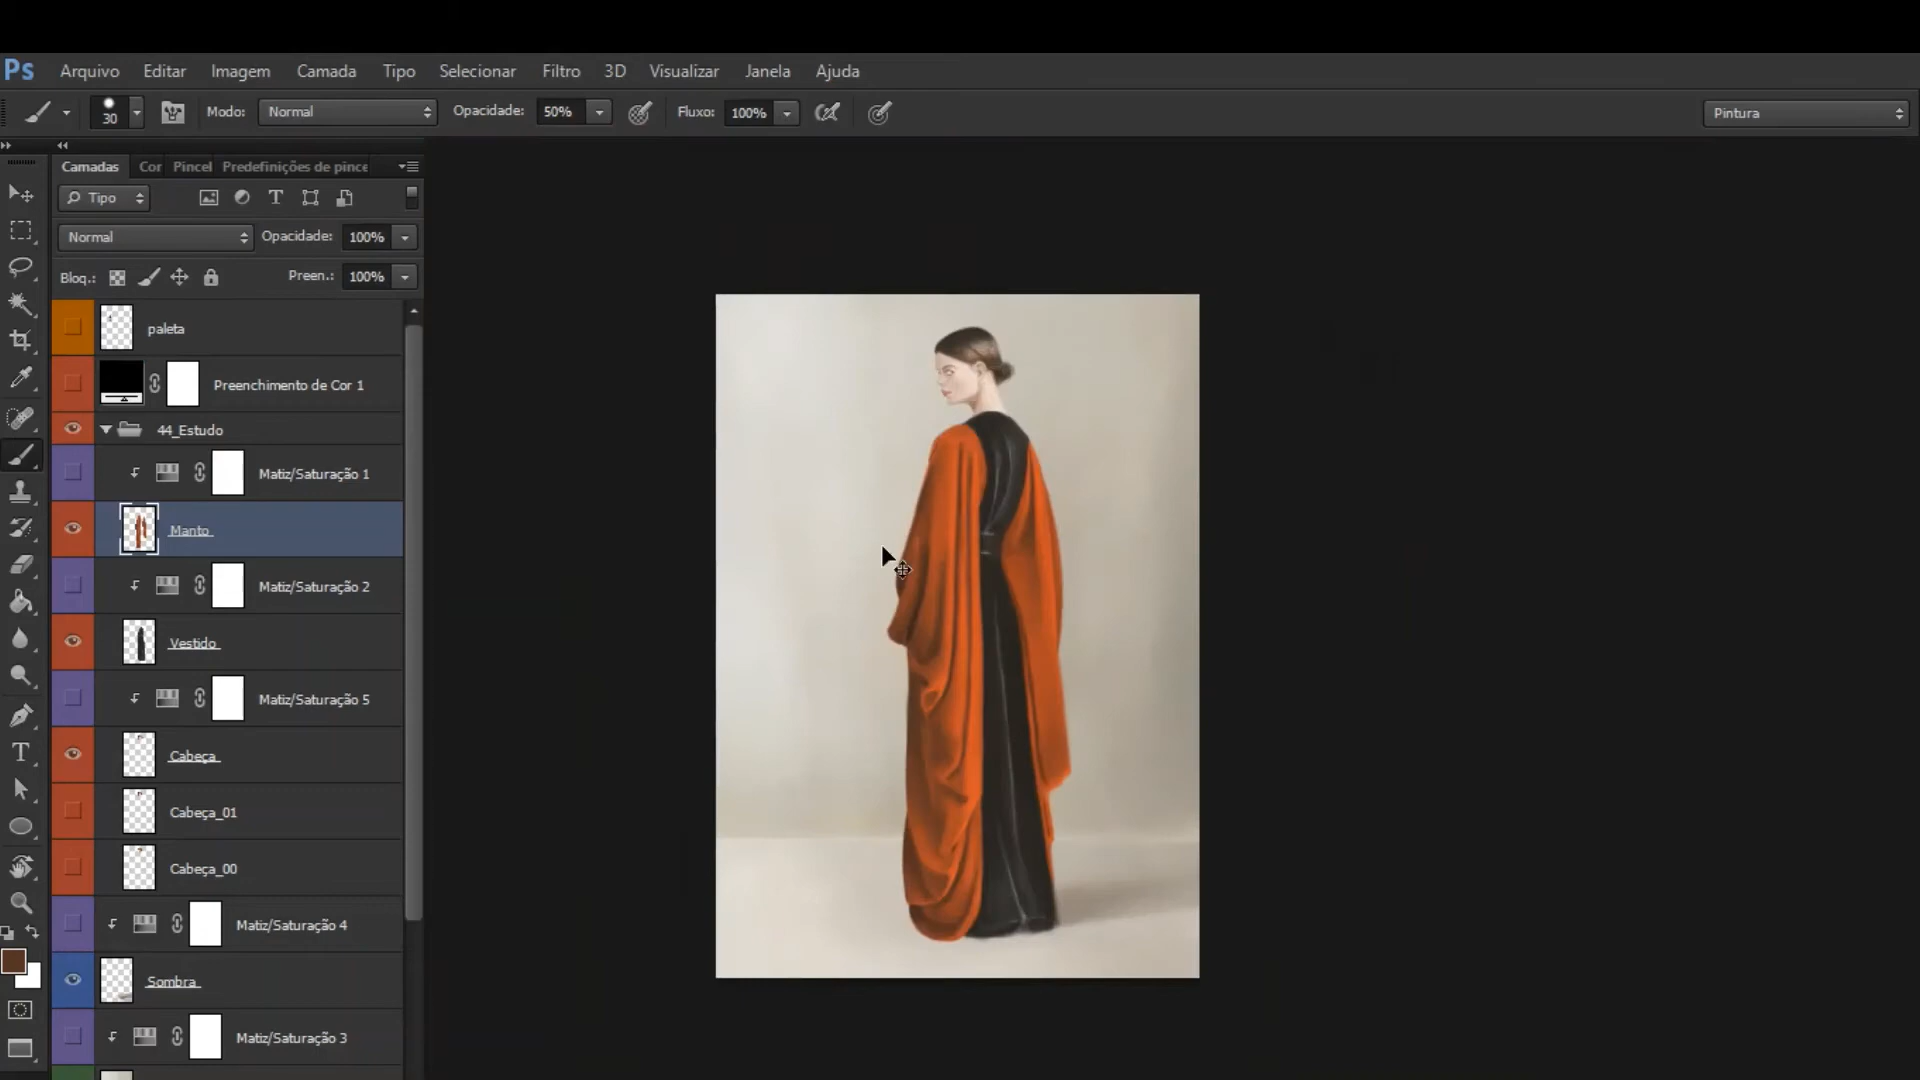 Ps Arquivo Editar Imagem Camada Tipo Selecionar Filtro 3D Visualizar Janela Ajuda
30 Modo: Normal Opacidade: 50% Fluxo: 100% Pintura
Camadas Cor Pincel Predefinições de pince
Tipo
Normal Opacidade: 100%
Bloq.: Preen.: 100%
paleta
Preenchimento de Cor 1
44_Estudo
Matiz/Saturação 1
Manto
Matiz/Saturação 2
Vestido
Matiz/Saturação 5
Cabeça
Cabeça_01
Cabeça_00
Matiz/Saturação 4
Sombra
Matiz/Saturação 3